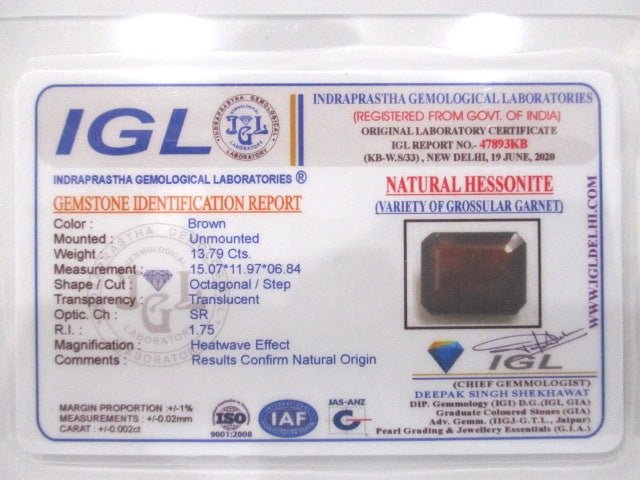 IGL
INDRAPRASTHA GEMOLOGICAL
LABORATORY
IGL
INDRAPRASTHA GEMOLOGICAL LABORATORIES ®
GEMSTONE IDENTIFICATION REPORT
Color : Brown
Mounted : Unmounted
Weight : 13.79 Cts.
Measurement : 15.07*11.97*06.84
Shape / Cut : Octagonal / Step
Transparency : Translucent
Optic. Ch : SR
R.I. : 1.75
Magnification : Heatwave Effect
Comments : Results Confirm Natural Origin
MARGIN PROPORTION :+/-1%
MEASUREMENTS : +/-0.02mm
CARAT : +/-0.002ct
ISO
9001:2008
IAF
JAS-ANZ
INDRAPRASTHA GEMOLOGICAL LABORATORIES
(REGISTERED FROM GOVT. OF INDIA)
ORIGINAL LABORATORY CERTIFICATE
IGL REPORT NO.- 47893KB
(KB-W.S/33) , NEW DELHI, 19 JUNE, 2020
NATURAL HESSONITE
(VARIETY OF GROSSULAR GARNET)
WWW.IGLDELHI.COM
IGL
(CHIEF GEMMOLOGIST)
DEEPAK SINGH SHEKHAWAT
DIP. Gemmology (IGI) D.G.(IGL, GIA)
Graduate Coloured Stones (GIA)
Adv. Gemm. (IIGJ-G.T.L., Jaipur)
Pearl Grading & Jewellery Essentials (G.I.A.)